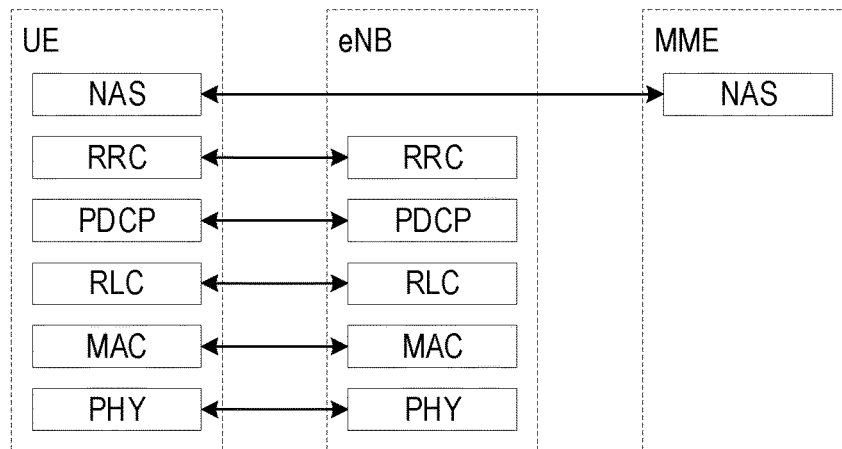 UE eNB MME
NAS NAS
RRC RRC
PDCP PDCP
RLC RLC
MAC MAC
PHY PHY